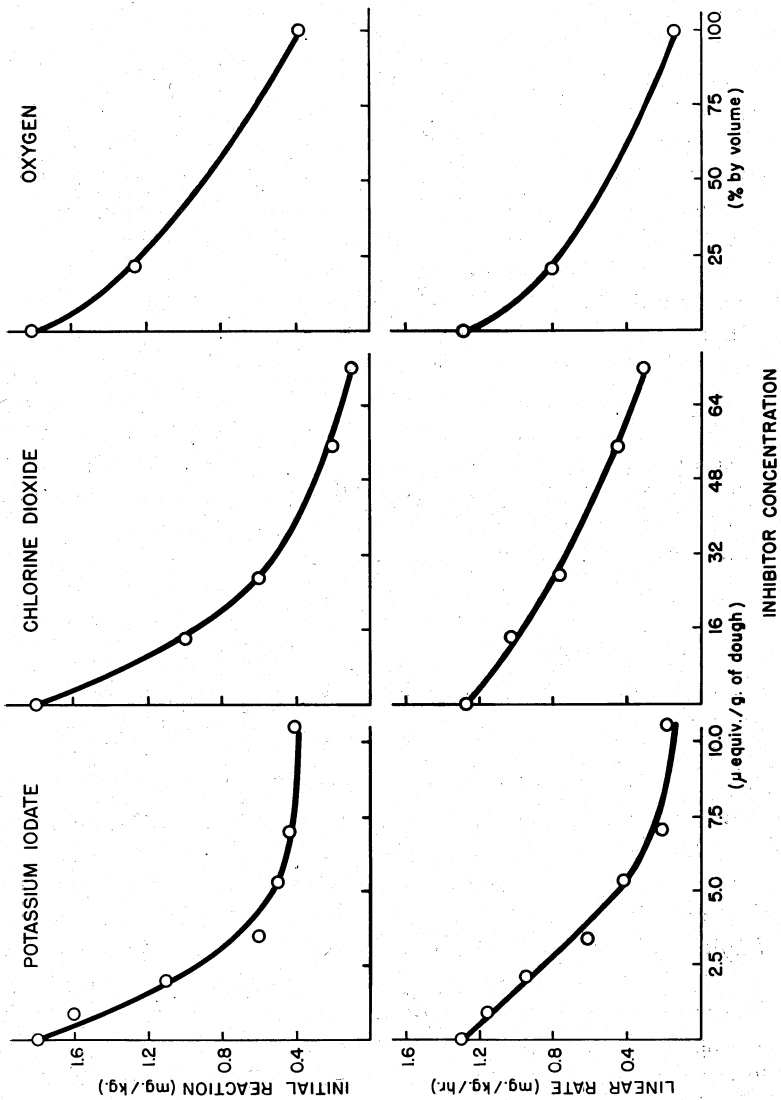 POTASSIUM IODATE
CHLORINE DIOXIDE
OXYGEN
INITIAL REACTION (mg./kg.)
1.6
1.2
0.8
0.4
LINEAR RATE (mg./kg/hr.)
1.6
1.2
0.8
0.4
2.5
5.0
7.5
10.0
16
32
48
64
25
50
75
100
(μ equiv./g. of dough)
(% by volume)
INHIBITOR CONCENTRATION